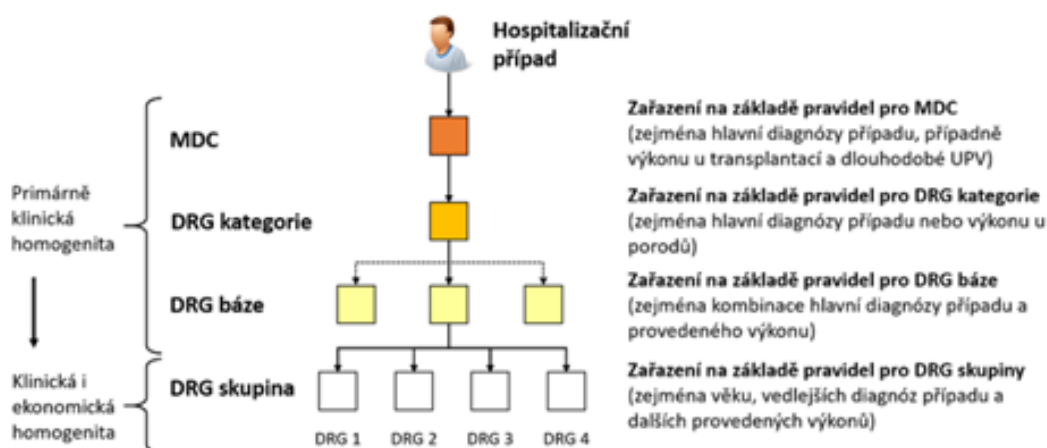 Hospitalizační
případ
MDC
Zařazení na základě pravidel pro MDC
(zejména hlavní diagnózy případu, případně
výkonu u transplantací a dlouhodobé UPV)
Primárně
klinická
homogenita
DRG kategorie
Zařazení na základě pravidel pro DRG kategorie
(zejména hlavní diagnózy případu nebo výkonu u
porodů)
DRG báze
Zařazení na základě pravidel pro DRG báze
(zejména kombinace hlavní diagnózy případu a
provedeného výkonu)
Klinická i
ekonomická
homogenita
DRG skupina
Zařazení na základě pravidel pro DRG skupiny
(zejména věku, vedlejších diagnóz případu a
dalších provedených výkonů)
DRG 1 DRG 2 DRG 3 DRG 4